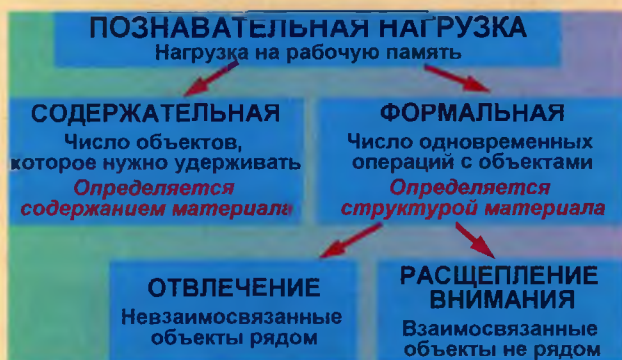 ПОЗНАВАТЕЛЬНАЯ НАГРУЗКА
Нагрузка на рабочую память
СОДЕРЖАТЕЛЬНАЯ
Число объектов,
которое нужно удерживать
Определяется
содержанием материала
ФОРМАЛЬНАЯ
Число одновременных
операций с объектами
Определяется
структурой материала
ОТВЛЕЧЕНИЕ
Невзаимосвязанные
объекты рядом
РАСЩЕПЛЕНИЕ
ВНИМАНИЯ
Взаимосвязанные
объекты не рядом